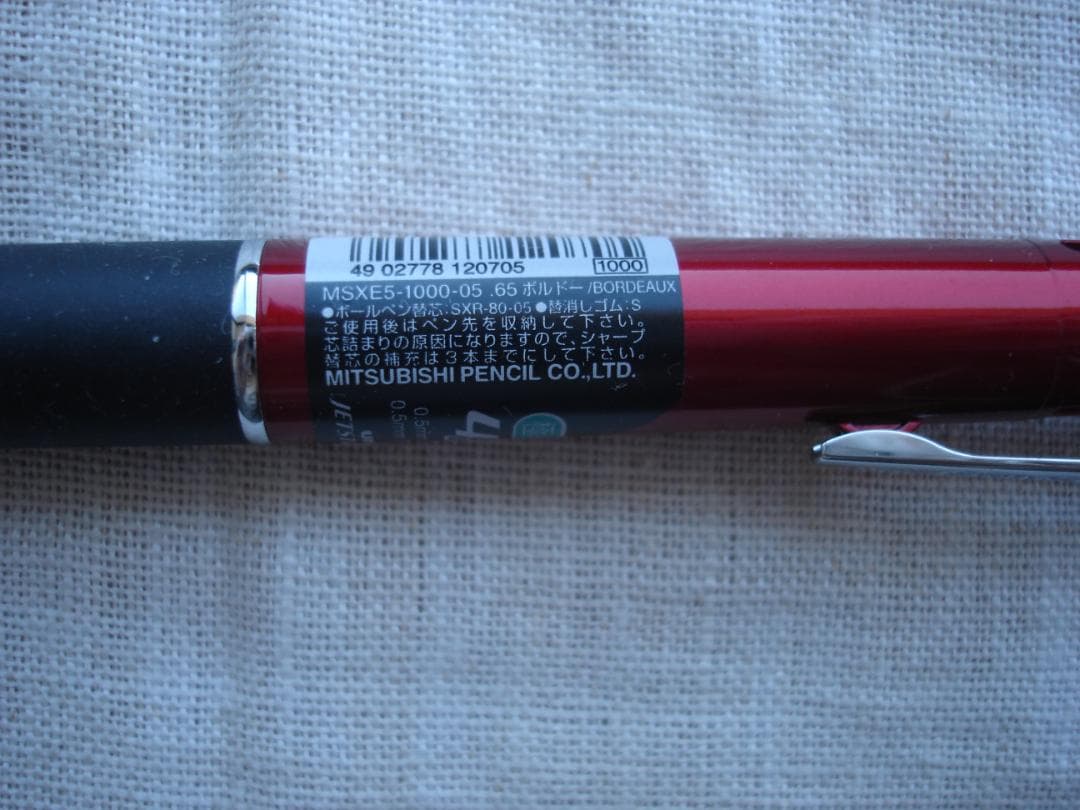 49 02778 120705 1000
MSXE5-1000-05 .65 ボルドー/BORDEAUX
●ボールペン替芯:SXR-80-05 ●替消しゴム:S
ご使用後はペン先を収納して下さい。
芯詰まりの原因になりますので、シャープ
替芯の補充は3本までにして下さい。
MITSUBISHI PENCIL CO.,LTD.
0.5mm
0.5mm